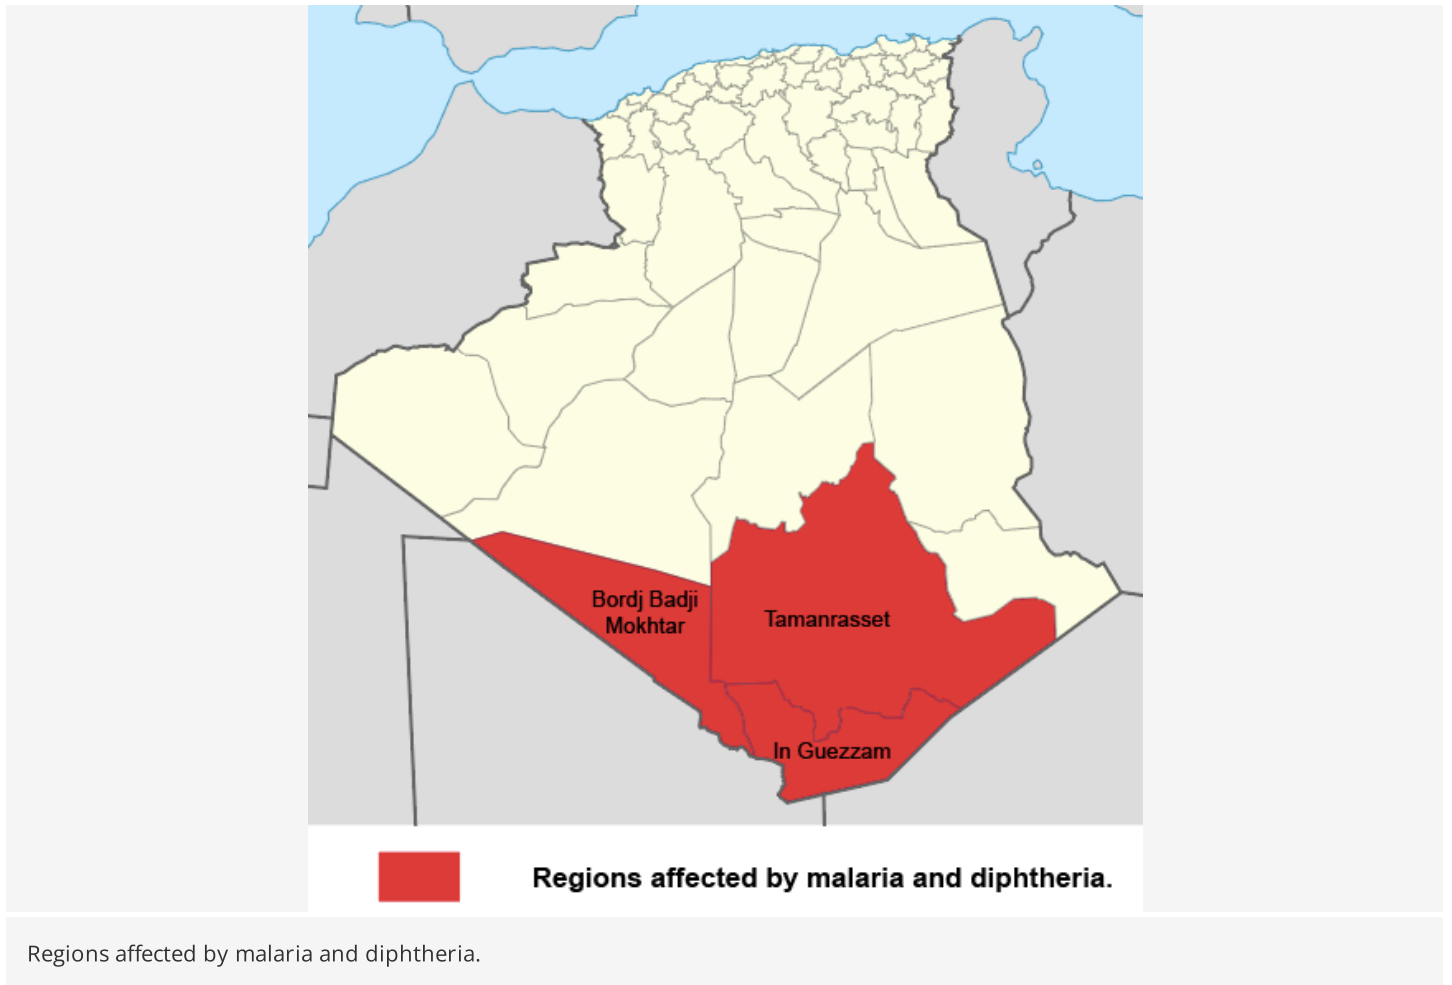 Bordj Badji
Mokhtar
Tamanrasset
In Guezzam
Regions affected by malaria and diphtheria.
Regions affected by malaria and diphtheria.